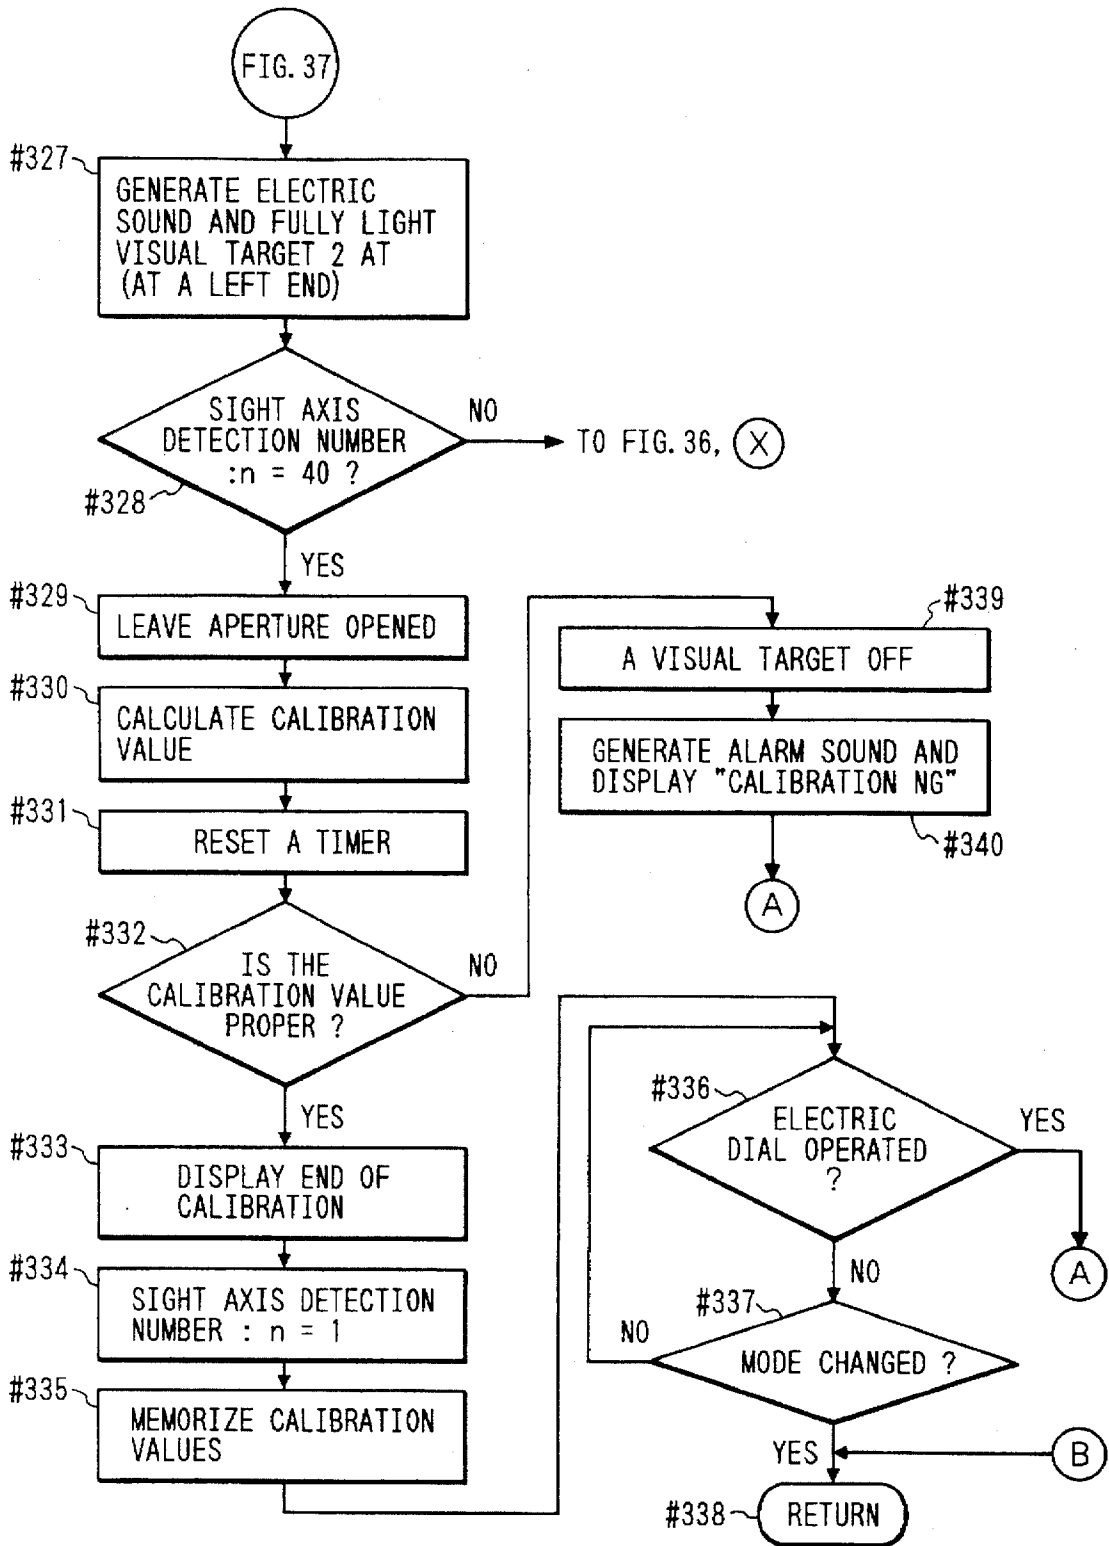 FIG. 37
#327
GENERATE ELECTRIC
SOUND AND FULLY LIGHT
VISUAL TARGET 2 AT
(AT A LEFT END)
SIGHT AXIS
DETECTION NUMBER
:n = 40 ?
NO
TO FIG. 36, X
#328
YES
#329
LEAVE APERTURE OPENED
#330
CALCULATE CALIBRATION
VALUE
#331
RESET A TIMER
#332
IS THE
CALIBRATION VALUE
PROPER ?
NO
YES
#333
DISPLAY END OF
CALIBRATION
#334
SIGHT AXIS DETECTION
NUMBER : n = 1
#335
MEMORIZE CALIBRATION
VALUES
#339
A VISUAL TARGET OFF
GENERATE ALARM SOUND AND
DISPLAY "CALIBRATION NG"
#340
A
#336
ELECTRIC
DIAL OPERATED
?
YES
A
NO
#337
NO
MODE CHANGED ?
YES
B
#338
RETURN